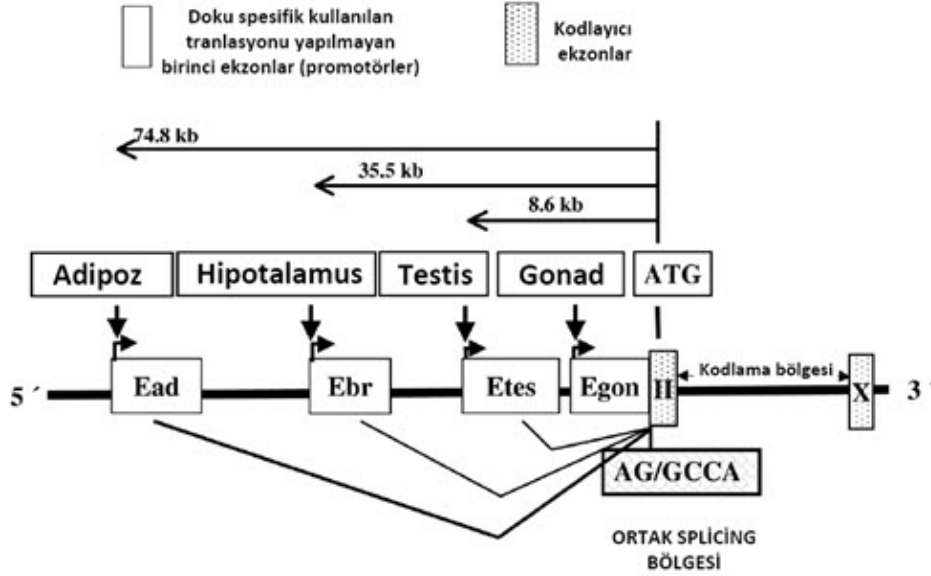 Doku spesifik kullanılan
tranlasyonu yapılmayan
birinci ekzonlar (promotörler)
Kodlayıcı
ekzonlar
74.8 kb
35.5 kb
8.6 kb
Adipoz
Hipotalamus
Testis
Gonad
ATG
5 ´
Ead
Ebr
Etes
Egon
II
Kodlama bölgesi
X
3 ´
AG/GCCA
ORTAK SPLİCİNG
BÖLGESİ